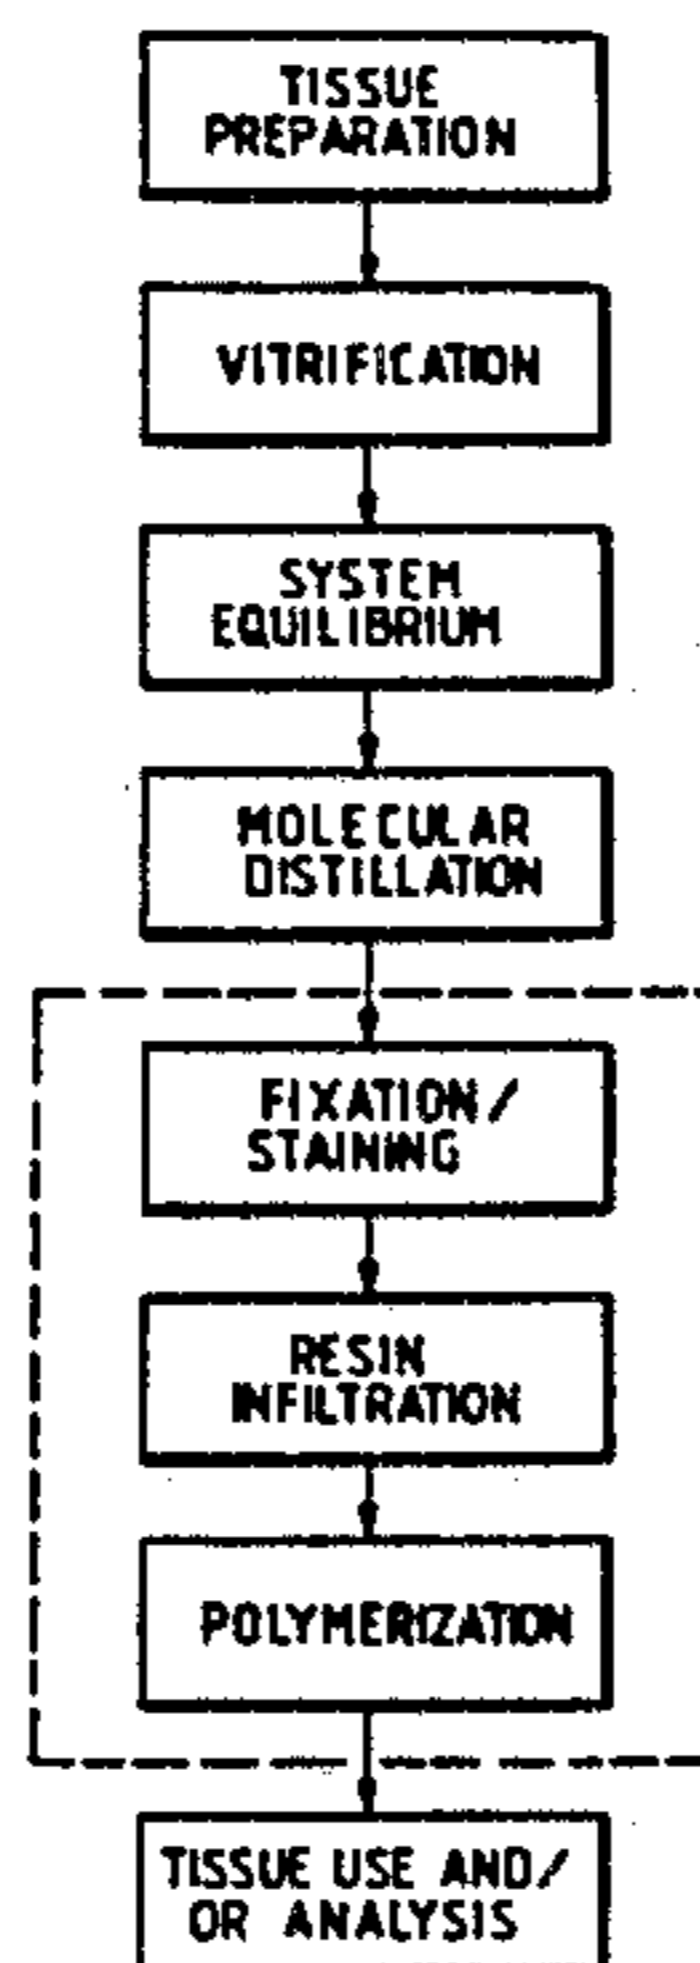 TISSUE
PREPARATION
VITRIFICATION
SYSTEM
EQUILIBRIUM
MOLECULAR
DISTILLATION
FIXATION/
STAINING
RESIN
INFILTRATION
POLYMERIZATION
TISSUE USE AND/
OR ANALYSIS